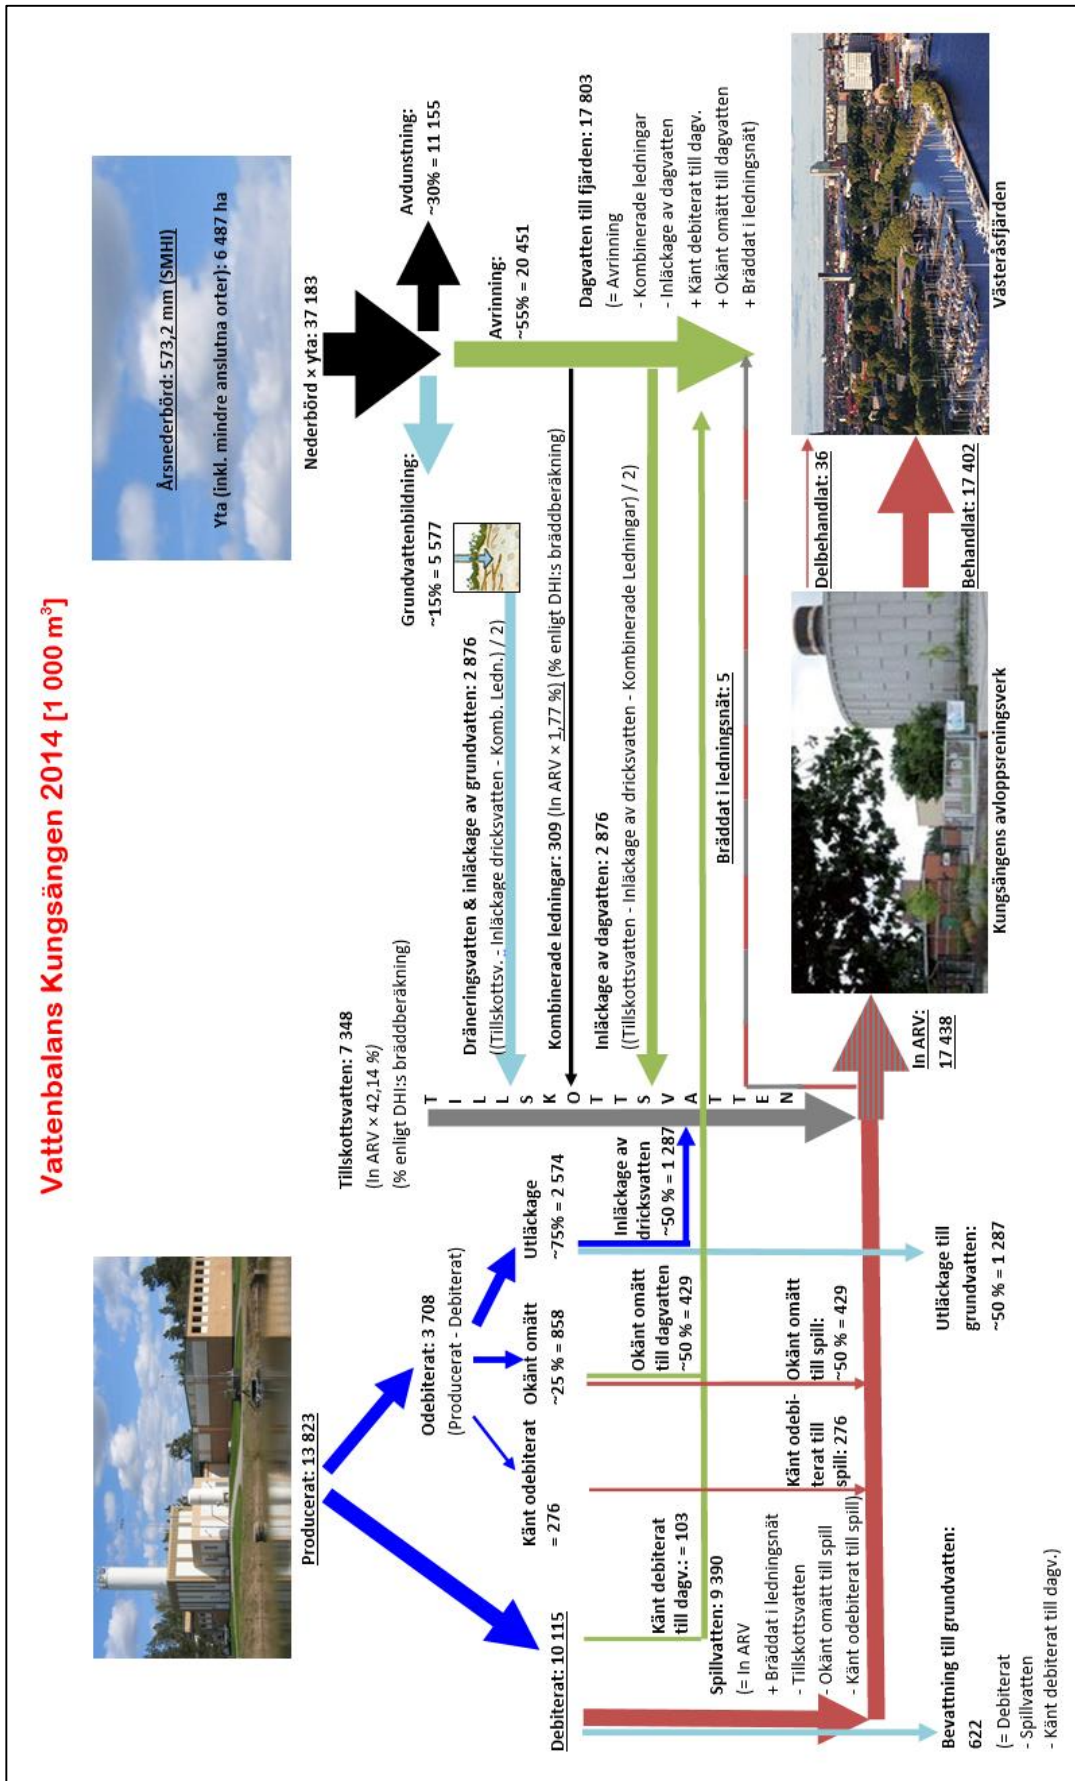 Vattenbalans Kungsängen 2014 [1 000 m³]
Producerat: 13 823
Årsnederbörd: 573,2 mm (SMHI)
Yta (inkl. mindre anslutna orter): 6 487 ha
Nederbörd × yta: 37 183
Odebiterat: 3 708
(Producerat - Debiterat)
Tillskottsvatten: 7 348
(In ARV × 42,14 %)
(% enligt DHI:s bräddberäkning)
Grundvattenbildning:
~15% = 5 577
Avdunstning:
~30% = 11 155
Avrinning:
~55% = 20 451
Debiterat: 10 115
Känt odebiterat
= 276
Okänt omätt
~25 % = 858
Utläckage
~75% = 2 574
TILLSKOTTSVATTEN
Dräneringsvatten & inläckage av grundvatten: 2 876
((Tillskottsv. - Inläckage dricksvatten - Komb. Ledn.) / 2)
Kombinerade ledningar: 309 (In ARV × 1,77 %) (% enligt DHI:s bräddberäkning)
Inläckage av dagvatten: 2 876
((Tillskottsvatten - Inläckage av dricksvatten - Kombinerade Ledningar) / 2)
Dagvatten till fjärden: 17 803
(= Avrinning
- Kombinerade ledningar
- Inläckage av dagvatten
+ Känt debiterat till dagv.
+ Okänt omätt till dagvatten
+ Bräddat i ledningsnät)
Känt debiterat
till dagv.: = 103
Okänt omätt
till dagvatten
~50 % = 429
Inläckage av
dricksvatten
~50 % = 1 287
Bräddat i ledningsnät: 5
Spillvatten: 9 390
(= In ARV
+ Bräddat i ledningsnät
- Tillskottsvatten
- Okänt omätt till spill
- Känt odebiterat till spill)
Känt odebi-
terat till
spill: 276
Okänt omätt
till spill:
~50 % = 429
In ARV:
17 438
Delbehandlat: 36
Behandlat: 17 402
Bevattning till grundvatten:
622
(= Debiterat
- Spillvatten
- Känt debiterat till dagv.)
Utläckage till
grundvatten:
~50 % = 1 287
Kungsängens avloppsreningsverk
Västeråsfjärden